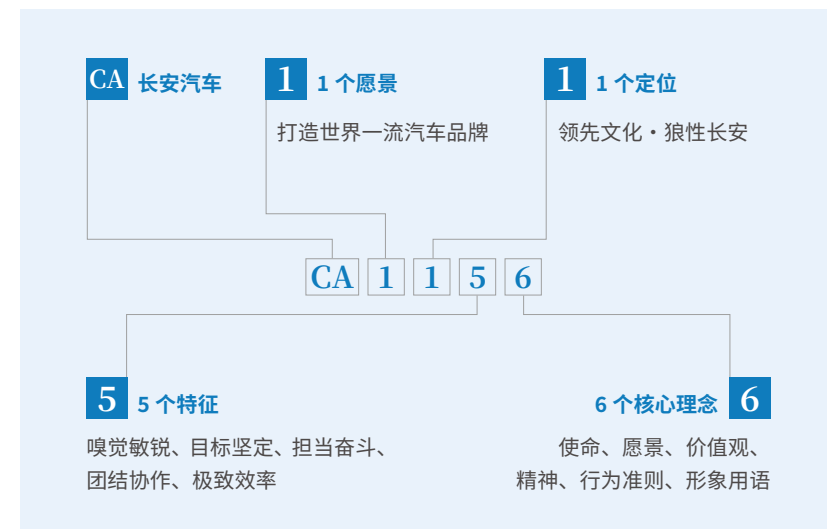 CA 长安汽车
1 1 个愿景
打造世界一流汽车品牌
1 1 个定位
领先文化·狼性长安
CA 1 1 5 6
5 5 个特征
嗅觉敏锐、目标坚定、担当奋斗、
团结协作、极致效率
6 个核心理念 6
使命、愿景、价值观、
精神、行为准则、形象用语